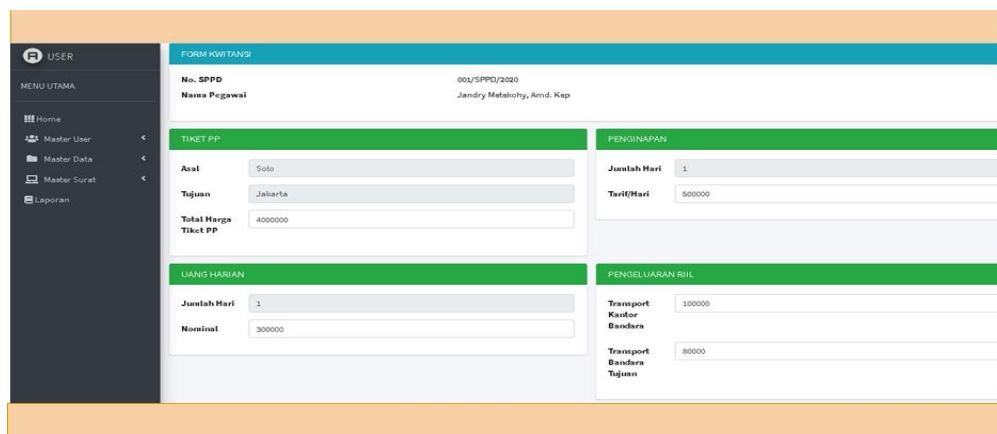 USER
MENU UTAMA
Home
Master User
Master Data
Master Surat
Laporan
FORM KWITANSI
No. SPPD 001/SPPD/2020
Nama Pegawai Jandry Metekohy, Amd. Kep
TIKET PP
Asal Solo
Tujuan Jakarta
Total Harga Tiket PP 4000000
PENGINAPAN
Jumlah Hari 1
Tarif/Hari 500000
UANG HARIAN
Jumlah Hari 1
Nominal 300000
PENGELUARAN RIIL
Transport Kantor Bandara 100000
Transport Bandara Tujuan 80000